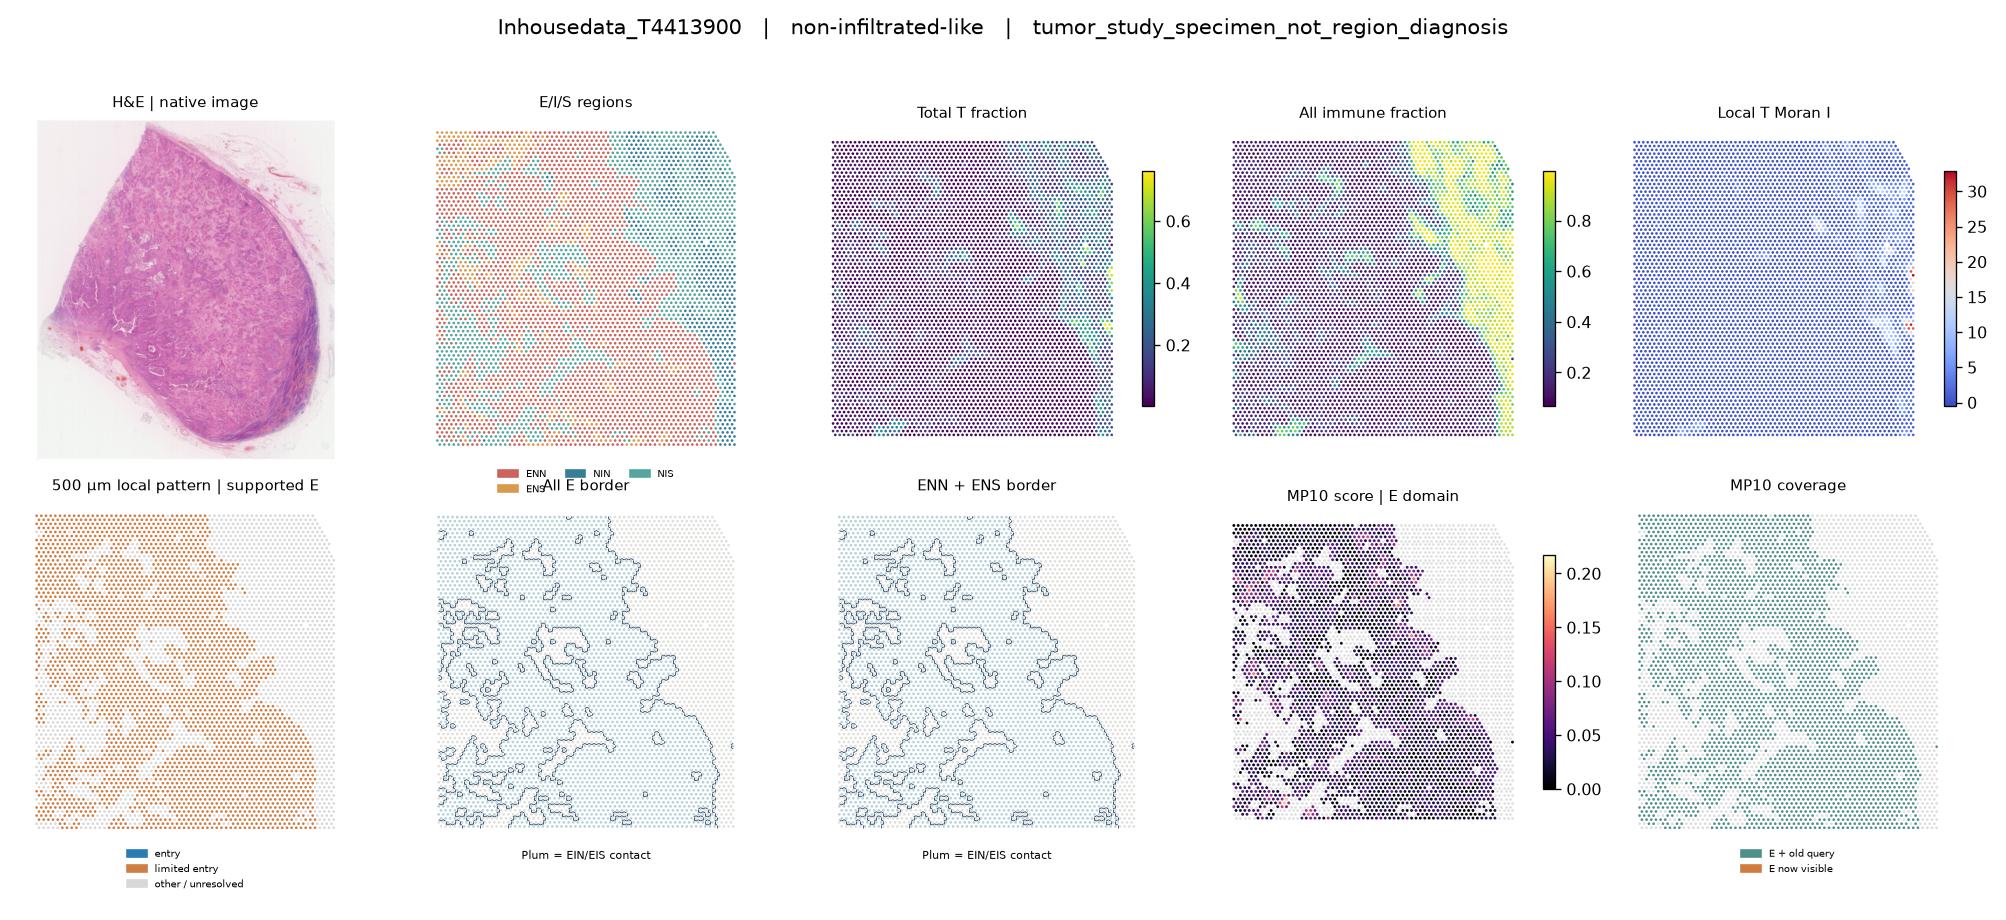 Inhousedata_T4413900 | non-infiltrated-like | tumor_study_specimen_not_region_diagnosis
H&E | native image
E/I/S regions
Total T fraction
All immune fraction
Local T Moran I
0.6
0.4
0.2
0.8
0.6
0.4
0.2
30
25
20
15
10
5
0
ENN
NIN
NIS
ENS
500 µm local pattern | supported E
All E border
ENN + ENS border
MP10 score | E domain
MP10 coverage
0.20
0.15
0.10
0.05
0.00
entry
limited entry
other / unresolved
Plum = EIN/EIS contact
Plum = EIN/EIS contact
E + old query
E now visible